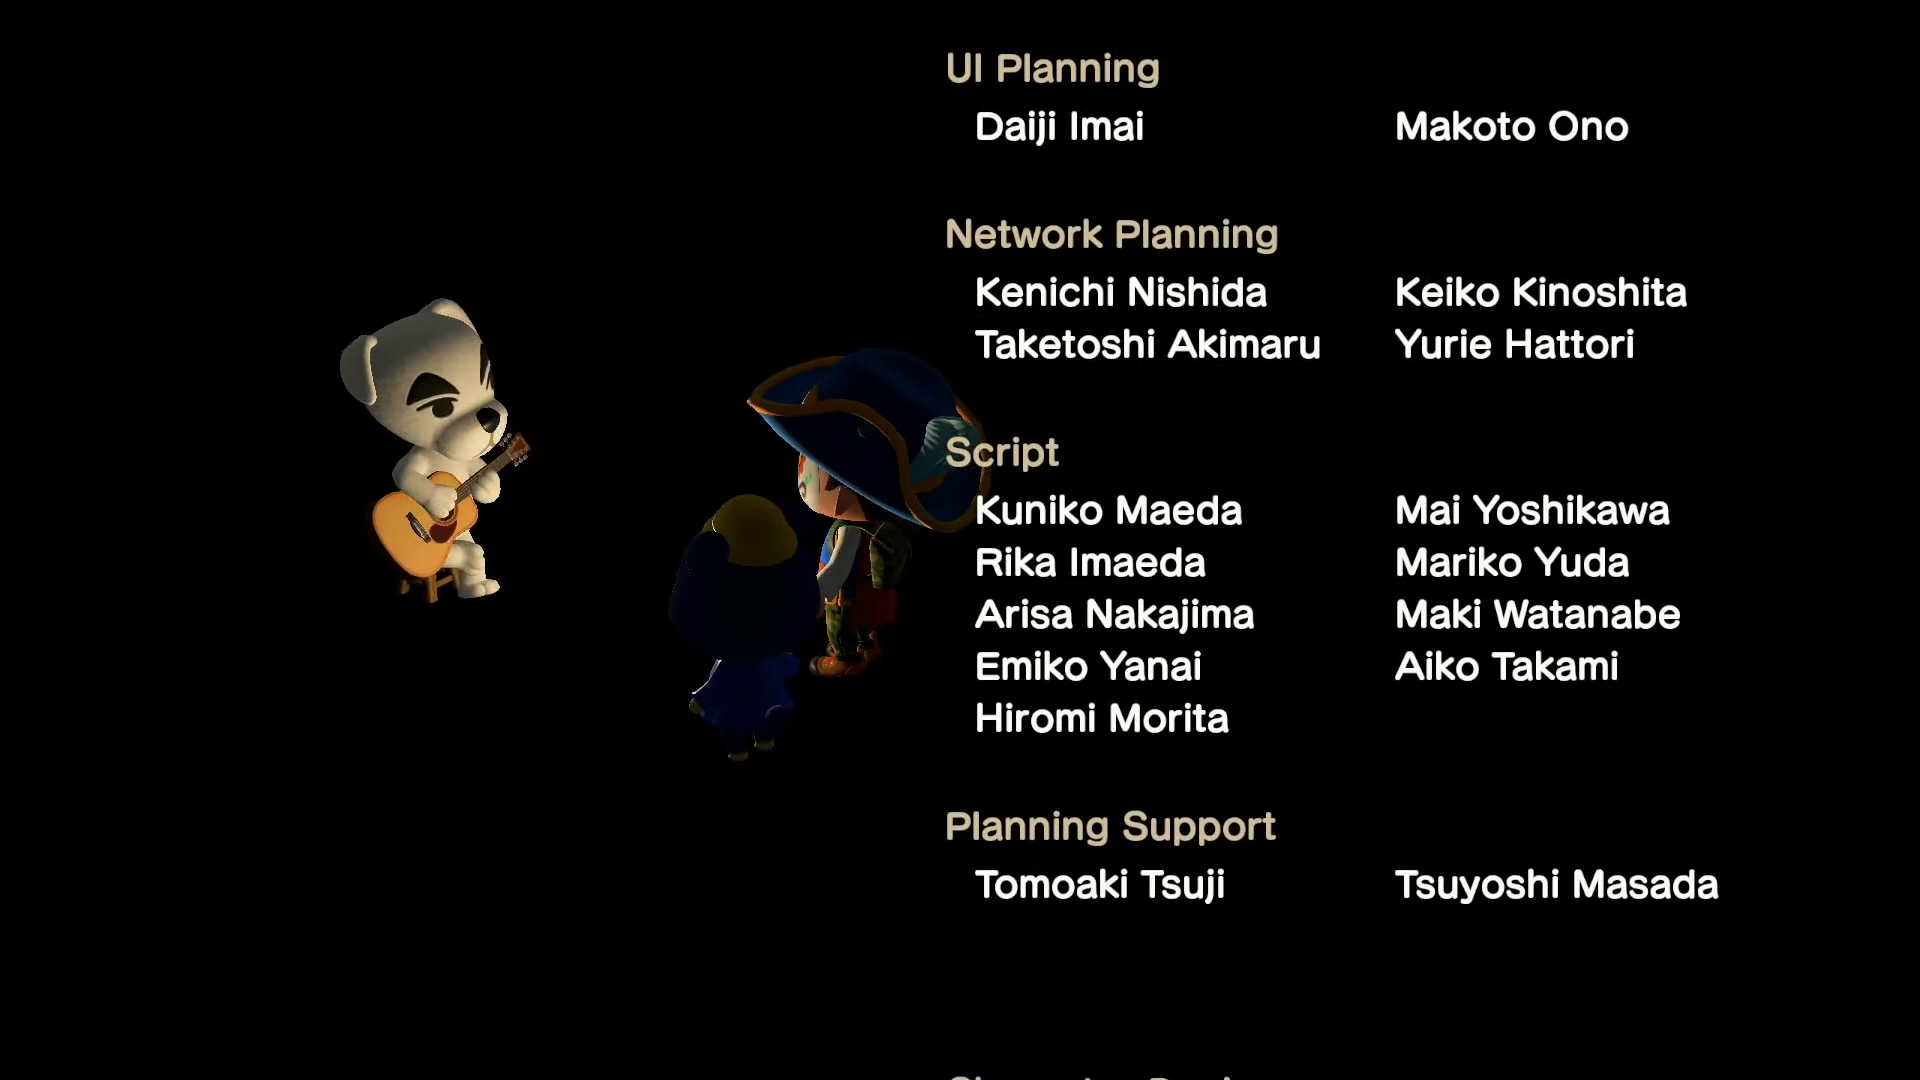 UI Planning
Daiji Imai Makoto Ono
Network Planning
Kenichi Nishida Keiko Kinoshita
Taketoshi Akimaru Yurie Hattori
Script
Kuniko Maeda Mai Yoshikawa
Rika Imaeda Mariko Yuda
Arisa Nakajima Maki Watanabe
Emiko Yanai Aiko Takami
Hiromi Morita
Planning Support
Tomoaki Tsuji Tsuyoshi Masada